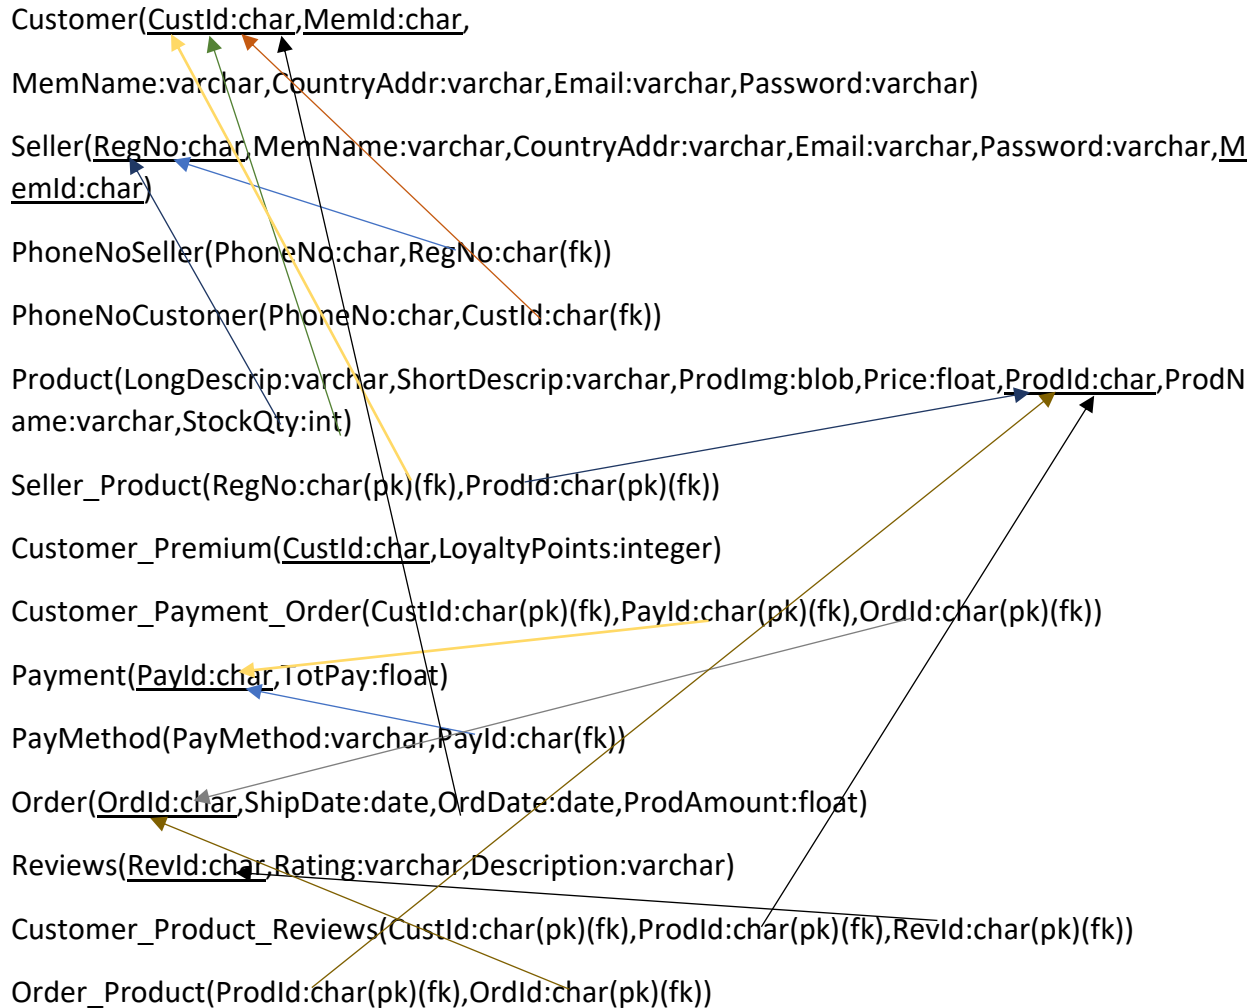 Customer(CustId:char,MemId:char,
MemName:varchar,CountryAddr:varchar,Email:varchar,Password:varchar)
Seller(RegNo:char,MemName:varchar,CountryAddr:varchar,Email:varchar,Password:varchar,M
emId:char)
PhoneNoSeller(PhoneNo:char,RegNo:char(fk))
PhoneNoCustomer(PhoneNo:char,CustId:char(fk))
Product(LongDescrip:varchar,ShortDescrip:varchar,ProdImg:blob,Price:float,ProdId:char,ProdN
ame:varchar,StockQty:int)
Seller_Product(RegNo:char(pk)(fk),ProdId:char(pk)(fk))
Customer_Premium(CustId:char,LoyaltyPoints:integer)
Customer_Payment_Order(CustId:char(pk)(fk),PayId:char(pk)(fk),OrdId:char(pk)(fk))
Payment(PayId:char,TotPay:float)
PayMethod(PayMethod:varchar,PayId:char(fk))
Order(OrdId:char,ShipDate:date,OrdDate:date,ProdAmount:float)
Reviews(RevId:char,Rating:varchar,Description:varchar)
Customer_Product_Reviews(CustId:char(pk)(fk),ProdId:char(pk)(fk),RevId:char(pk)(fk))
Order_Product(ProdId:char(pk)(fk),OrdId:char(pk)(fk))